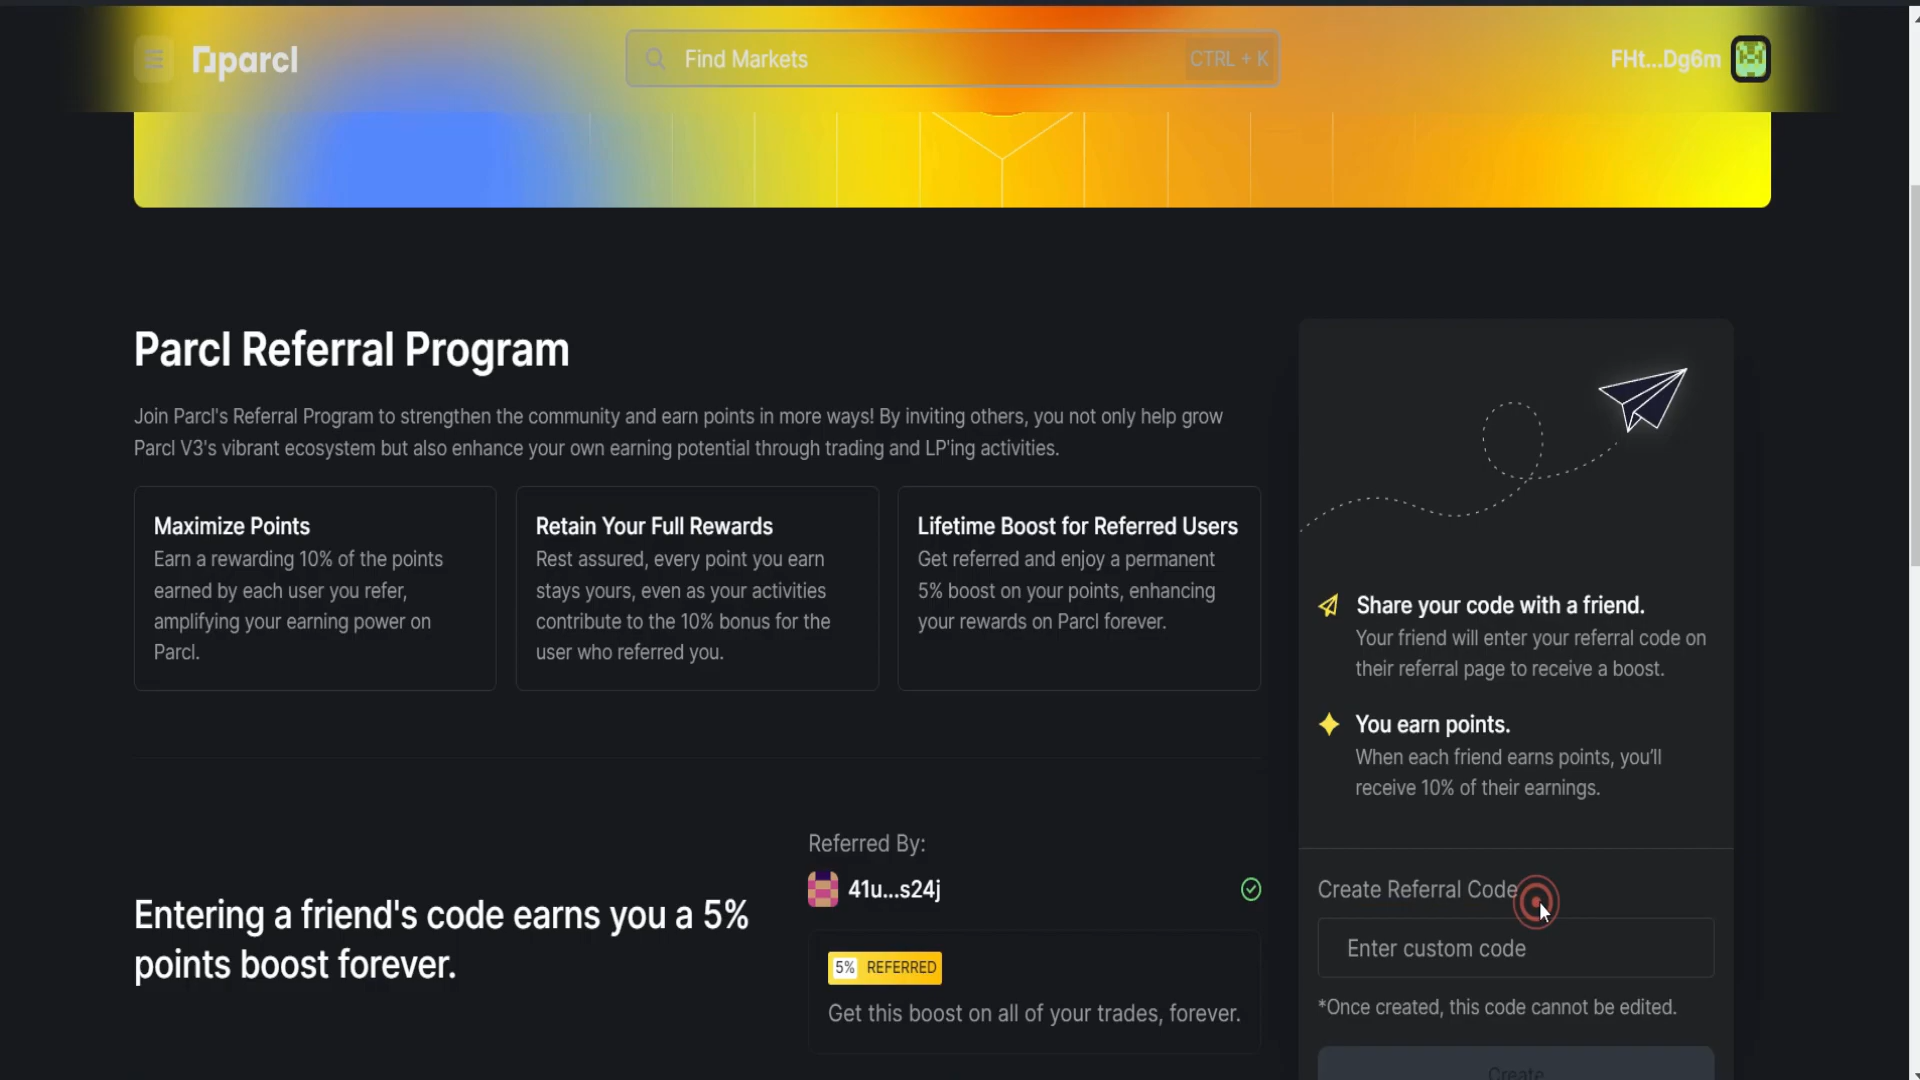 parcl
Find Markets
CTRL + K
FHt...Dg6m
Parcl Referral Program
Join Parcl's Referral Program to strengthen the community and earn points in more ways! By inviting others, you not only help grow
Parcl V3's vibrant ecosystem but also enhance your own earning potential through trading and LP'ing activities.
Maximize Points
Earn a rewarding 10% of the points
earned by each user you refer,
amplifying your earning power on
Parcl.
Retain Your Full Rewards
Rest assured, every point you earn
stays yours, even as your activities
contribute to the 10% bonus for the
user who referred you.
Lifetime Boost for Referred Users
Get referred and enjoy a permanent
5% boost on your points, enhancing
your rewards on Parcl forever.
Share your code with a friend.
Your friend will enter your referral code on
their referral page to receive a boost.
You earn points.
When each friend earns points, you'll
receive 10% of their earnings.
Entering a friend's code earns you a 5%
points boost forever.
Referred By:
41u...s24j
5% REFERRED
Get this boost on all of your trades, forever.
Create Referral Code
Enter custom code
*Once created, this code cannot be edited.
Create